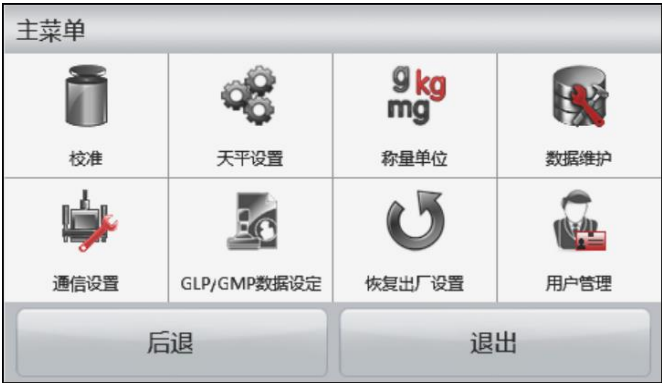 主菜单
g kg
mg
校准
天平设置
称量单位
数据维护
通信设置
GLP/GMP数据设定
恢复出厂设置
用户管理
后退
退出